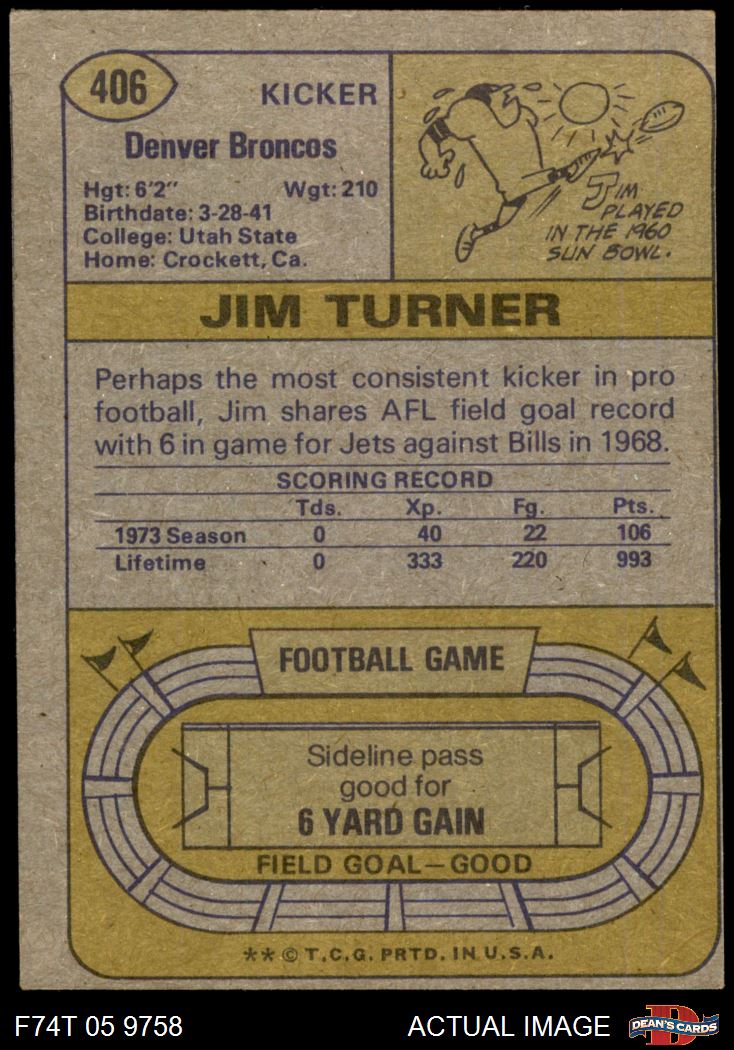 406
KICKER
Denver Broncos
Hgt: 6'2" Wgt: 210
Birthdate: 3-28-41
College: Utah State
Home: Crockett, Ca.
JIM
PLAYED
IN THE 1960
SUN BOWL.
JIM TURNER
Perhaps the most consistent kicker in pro
football, Jim shares AFL field goal record
with 6 in game for Jets against Bills in 1968.
SCORING RECORD
Tds. Xp. Fg. Pts.
1973 Season 0 40 22 106
Lifetime 0 333 220 993
FOOTBALL GAME
Sideline pass
good for
6 YARD GAIN
FIELD GOAL—GOOD
** © T.C.G. PRTD. IN U.S.A.
F74T 05 9758 ACTUAL IMAGE D DEAN'S CARDS